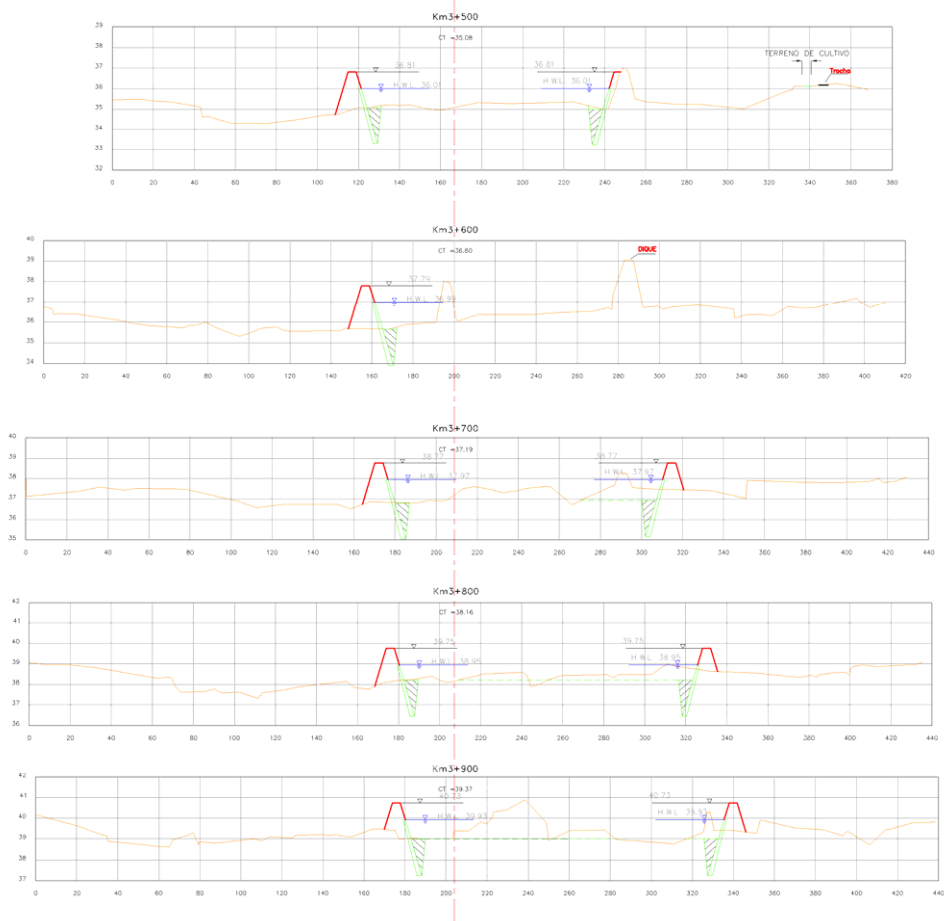 Km3+500
39
CT =35.08
38
TERRENO DE CULTIVO
37
36.81
36.81
Trocha
36
H.W.L. 36.01
H.W.L 36.01
35
34
33
32
0 20 40 60 80 100 120 140 160 180 200 220 240 260 280 300 320 340 360 380
Km3+600
40
CT =36.80
39
DIQUE
38
37.79
37
H.W.L 36.99
36
35
34
0 20 40 60 80 100 120 140 160 180 200 220 240 260 280 300 320 340 360 380 400 420
Km3+700
40
CT =37.19
39
38.77
38.77
38
H.W.L 37.97
H.W.L 37.97
37
36
35
0 20 40 60 80 100 120 140 160 180 200 220 240 260 280 300 320 340 360 380 400 420 440
Km3+800
42
CT =38.16
41
40
39.75
39.75
39
H.W.L 38.95
H.W.L 38.95
38
37
36
0 20 40 60 80 100 120 140 160 180 200 220 240 260 280 300 320 340 360 380 400 420 440
Km3+900
42
CT =39.37
41
40.73
40.73
40
H.W.L 39.93
H.W.L 39.93
39
38
37
0 20 40 60 80 100 120 140 160 180 200 220 240 260 280 300 320 340 360 380 400 420 440